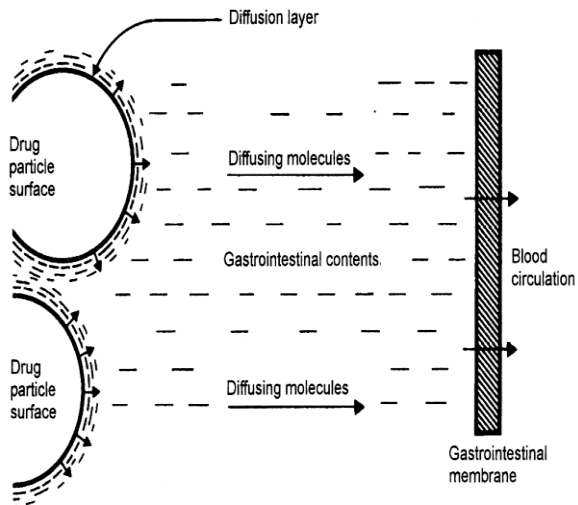 Diffusion layer
Drug
particle
surface
Diffusing molecules
Gastrointestinal contents.
Blood
circulation
Drug
particle
surface
Diffusing molecules
Gastrointestinal
membrane